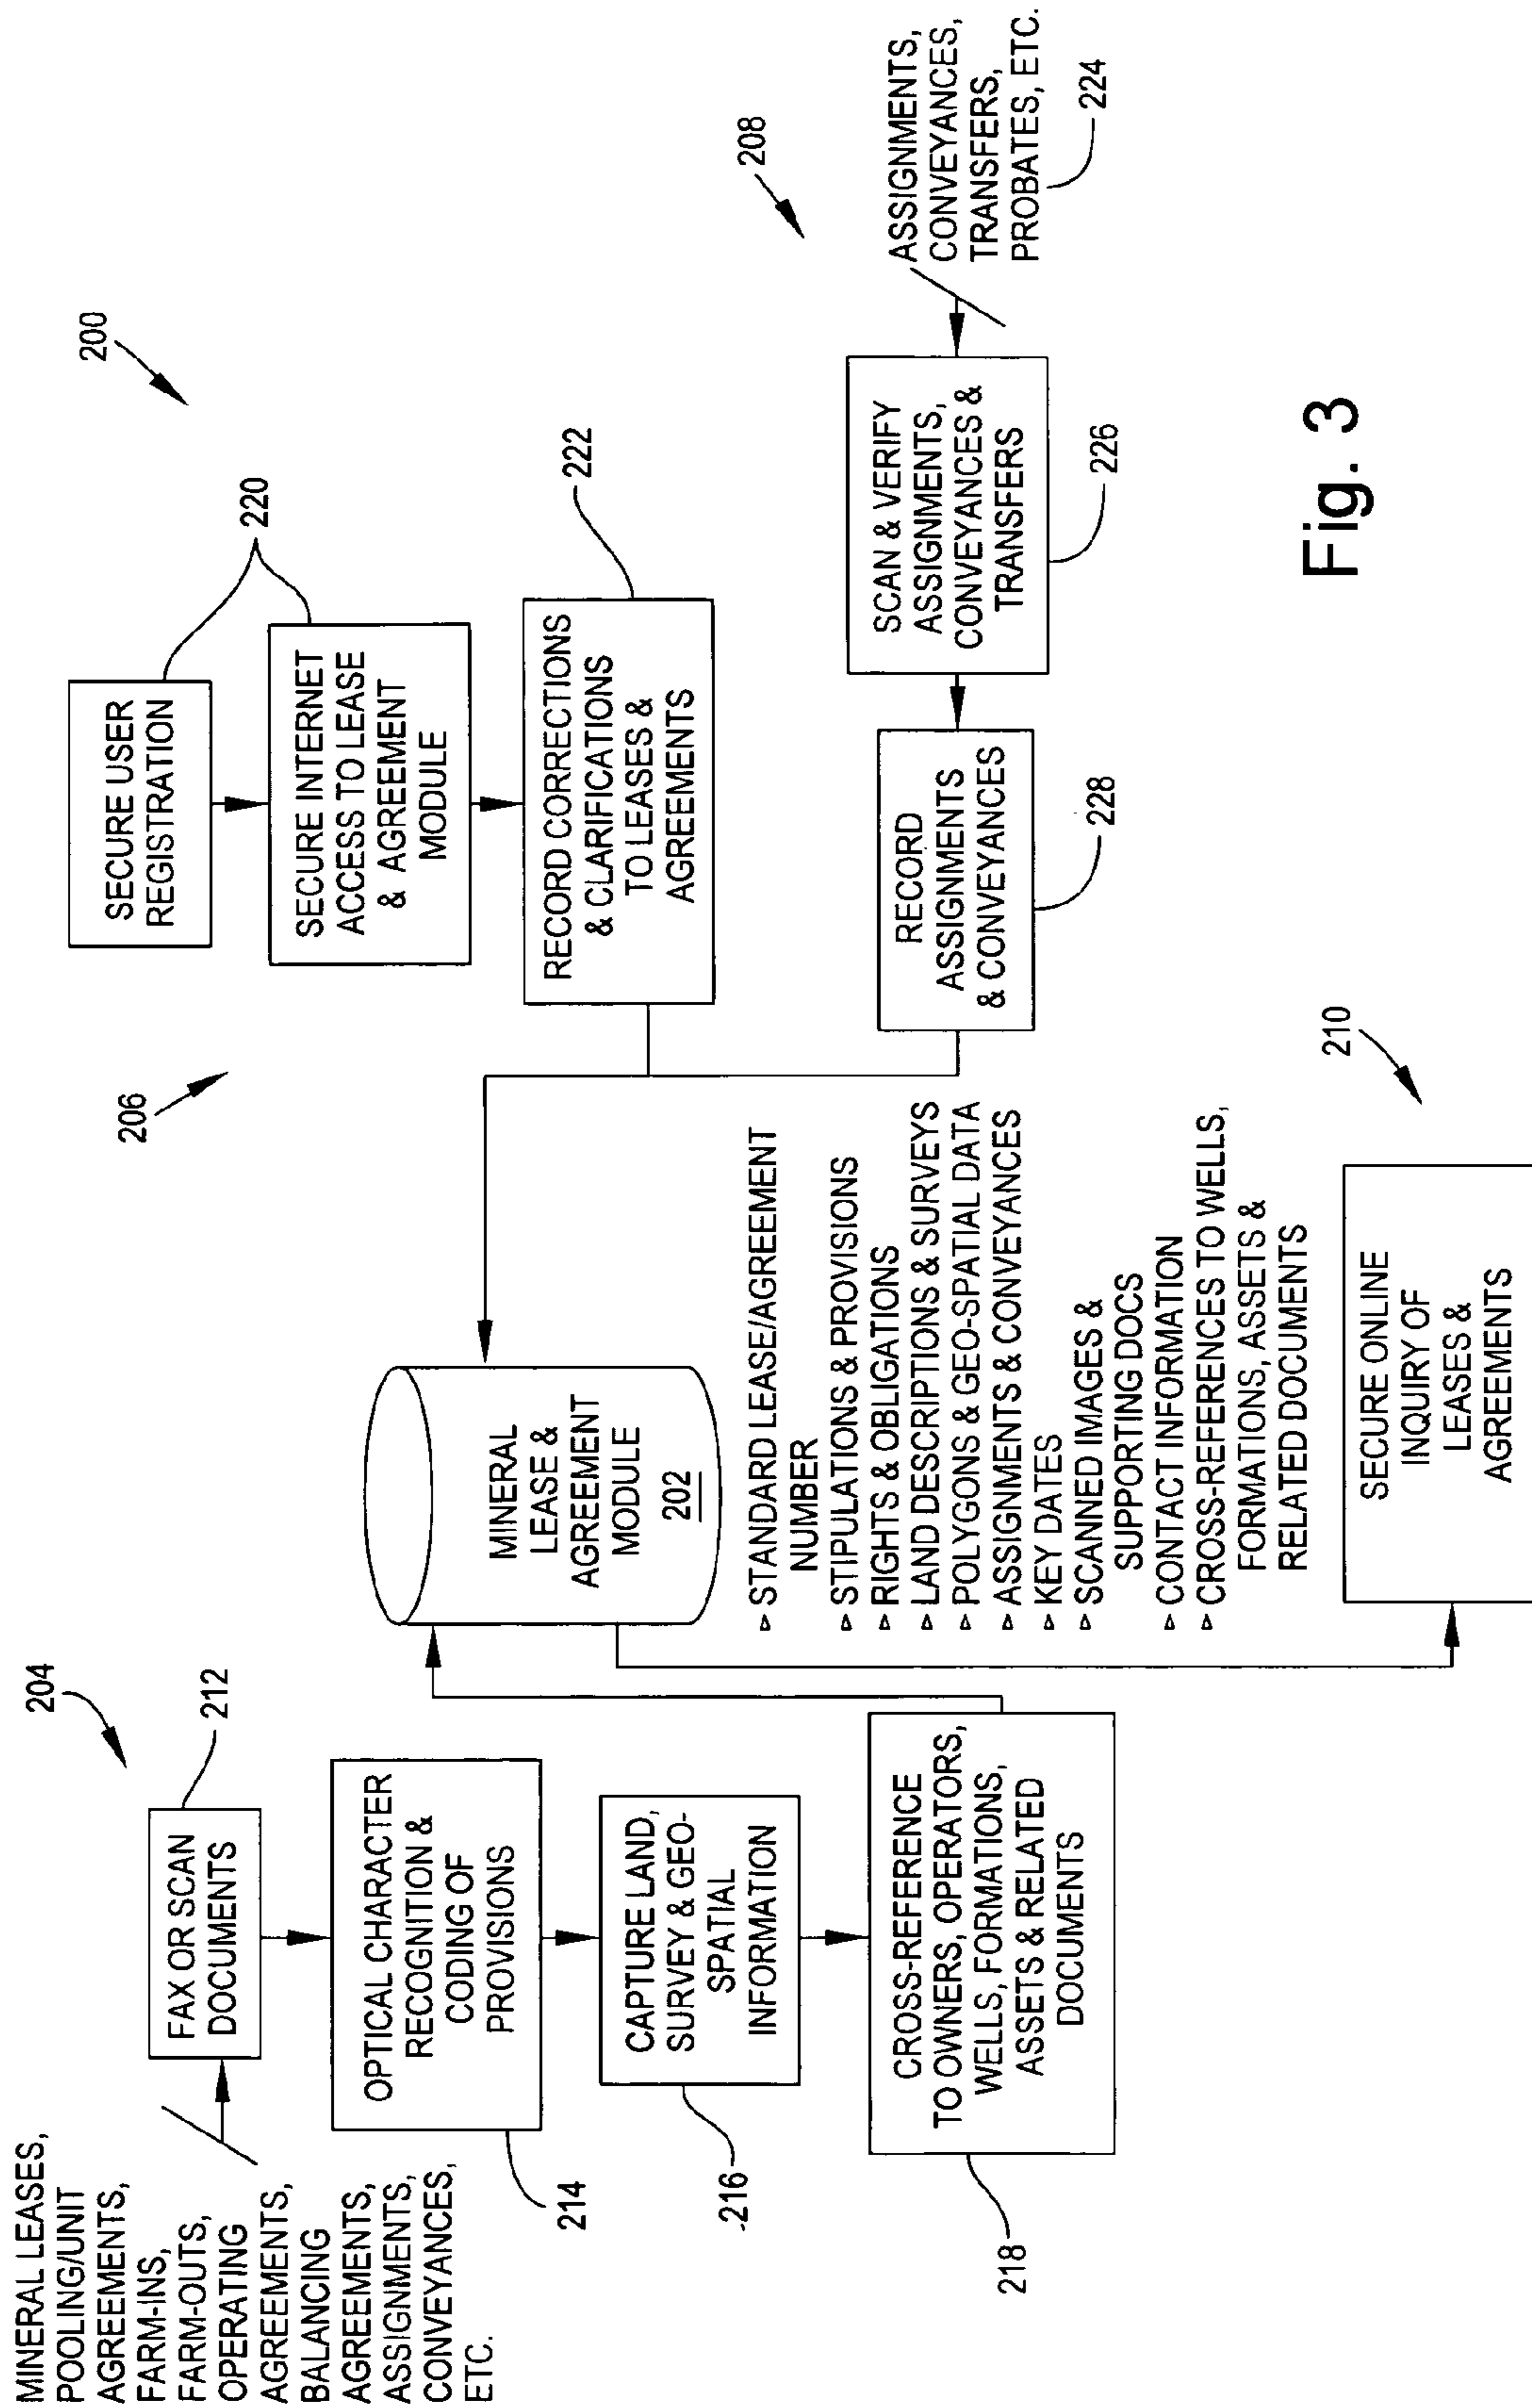 MINERAL LEASES,
POOLING/UNIT
AGREEMENTS,
FARM-INS,
FARM-OUTS,
OPERATING
AGREEMENTS,
BALANCING
AGREEMENTS,
ASSIGNMENTS,
CONVEYANCES,
ETC.
204
212
FAX OR SCAN
DOCUMENTS
OPTICAL CHARACTER
RECOGNITION &
CODING OF
PROVISIONS
214
CAPTURE LAND,
SURVEY & GEO-
SPATIAL
INFORMATION
216
CROSS-REFERENCE
TO OWNERS, OPERATORS,
WELLS, FORMATIONS,
ASSETS & RELATED
DOCUMENTS
218
MINERAL
LEASE &
AGREEMENT
MODULE
202
▹ STANDARD LEASE/AGREEMENT
NUMBER
▹ STIPULATIONS & PROVISIONS
▹ RIGHTS & OBLIGATIONS
▹ LAND DESCRIPTIONS & SURVEYS
▹ POLYGONS & GEO-SPATIAL DATA
▹ ASSIGNMENTS & CONVEYANCES
▹ KEY DATES
▹ SCANNED IMAGES &
SUPPORTING DOCS
▹ CONTACT INFORMATION
▹ CROSS-REFERENCES TO WELLS,
FORMATIONS, ASSETS &
RELATED DOCUMENTS
210
SECURE ONLINE
INQUIRY OF
LEASES &
AGREEMENTS
206
200
SECURE USER
REGISTRATION
220
SECURE INTERNET
ACCESS TO LEASE
& AGREEMENT
MODULE
RECORD CORRECTIONS
& CLARIFICATIONS
TO LEASES &
AGREEMENTS
222
208
ASSIGNMENTS,
CONVEYANCES,
TRANSFERS,
PROBATES, ETC.
224
SCAN & VERIFY
ASSIGNMENTS,
CONVEYANCES &
TRANSFERS
226
RECORD
ASSIGNMENTS
& CONVEYANCES
228
Fig. 3